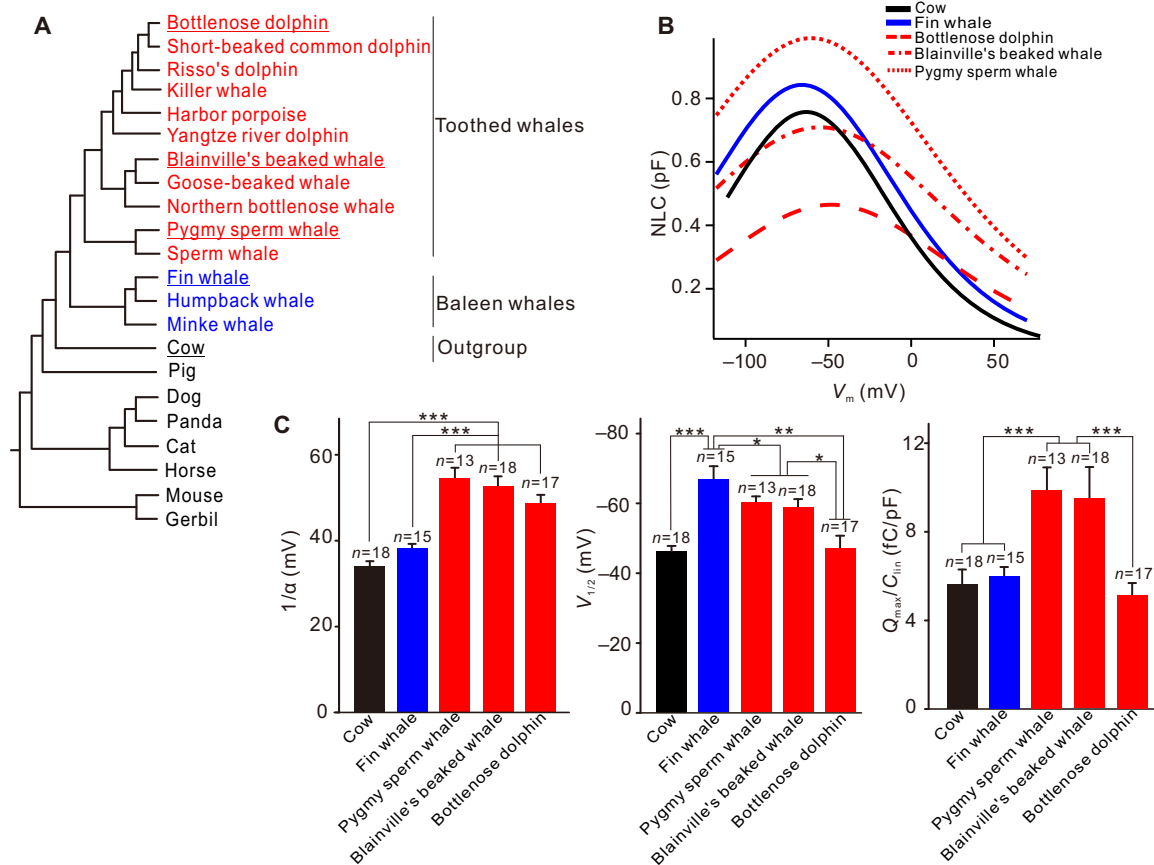 A
Bottlenose dolphin
Short-beaked common dolphin
Risso's dolphin
Killer whale
Harbor porpoise
Yangtze river dolphin
Blainville's beaked whale
Goose-beaked whale
Northern bottlenose whale
Pygmy sperm whale
Sperm whale
Fin whale
Humpback whale
Minke whale
Cow
Pig
Dog
Panda
Cat
Horse
Mouse
Gerbil
Toothed whales
Baleen whales
Outgroup
B
Cow
Fin whale
Bottlenose dolphin
Blainville's beaked whale
Pygmy sperm whale
NLC (pF)
0.8
0.6
0.4
0.2
–100
–50
0
50
Vm (mV)
C
1/α (mV)
60
40
20
0
***
***
n=18
n=15
n=13
n=18
n=17
Cow
Fin whale
Pygmy sperm whale
Blainville's beaked whale
Bottlenose dolphin
V1/2 (mV)
–80
–60
–40
–20
0
***
**
*
*
n=18
n=15
n=13
n=18
n=17
Cow
Fin whale
Pygmy sperm whale
Blainville's beaked whale
Bottlenose dolphin
Qmax/Clin (fC/pF)
12
8
4
0
***
***
n=18
n=15
n=13
n=18
n=17
Cow
Fin whale
Pygmy sperm whale
Blainville's beaked whale
Bottlenose dolphin